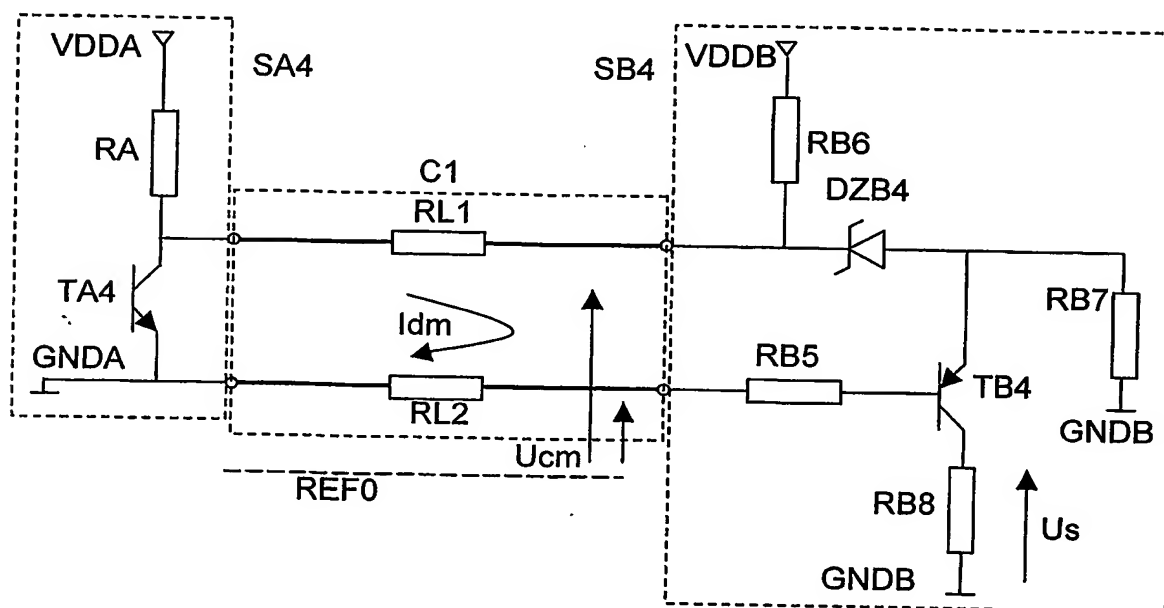 VDDA
SA4
SB4
VDDB
RA
RB6
C1
DZB4
RL1
TA4
Idm
RB7
GNDA
RB5
TB4
RL2
GNDB
Ucm
REF0
RB8
Us
GNDB